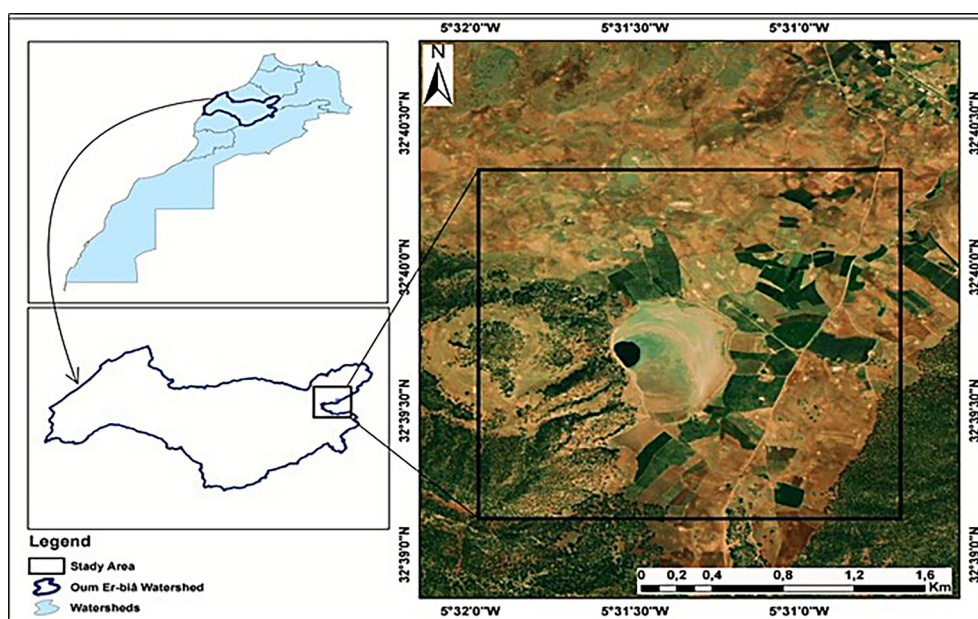 5°32'0"W 5°31'30"W 5°31'0"W
N
32°40'30"N 32°40'30"N
32°40'0"N 32°40'0"N
32°39'30"N 32°39'30"N
32°39'0"N 32°39'0"N
Legend
Stady Area
Oum Er-biâ Watershed
Watersheds
0 0,2 0,4 0,8 1,2 1,6
Km
5°32'0"W 5°31'30"W 5°31'0"W